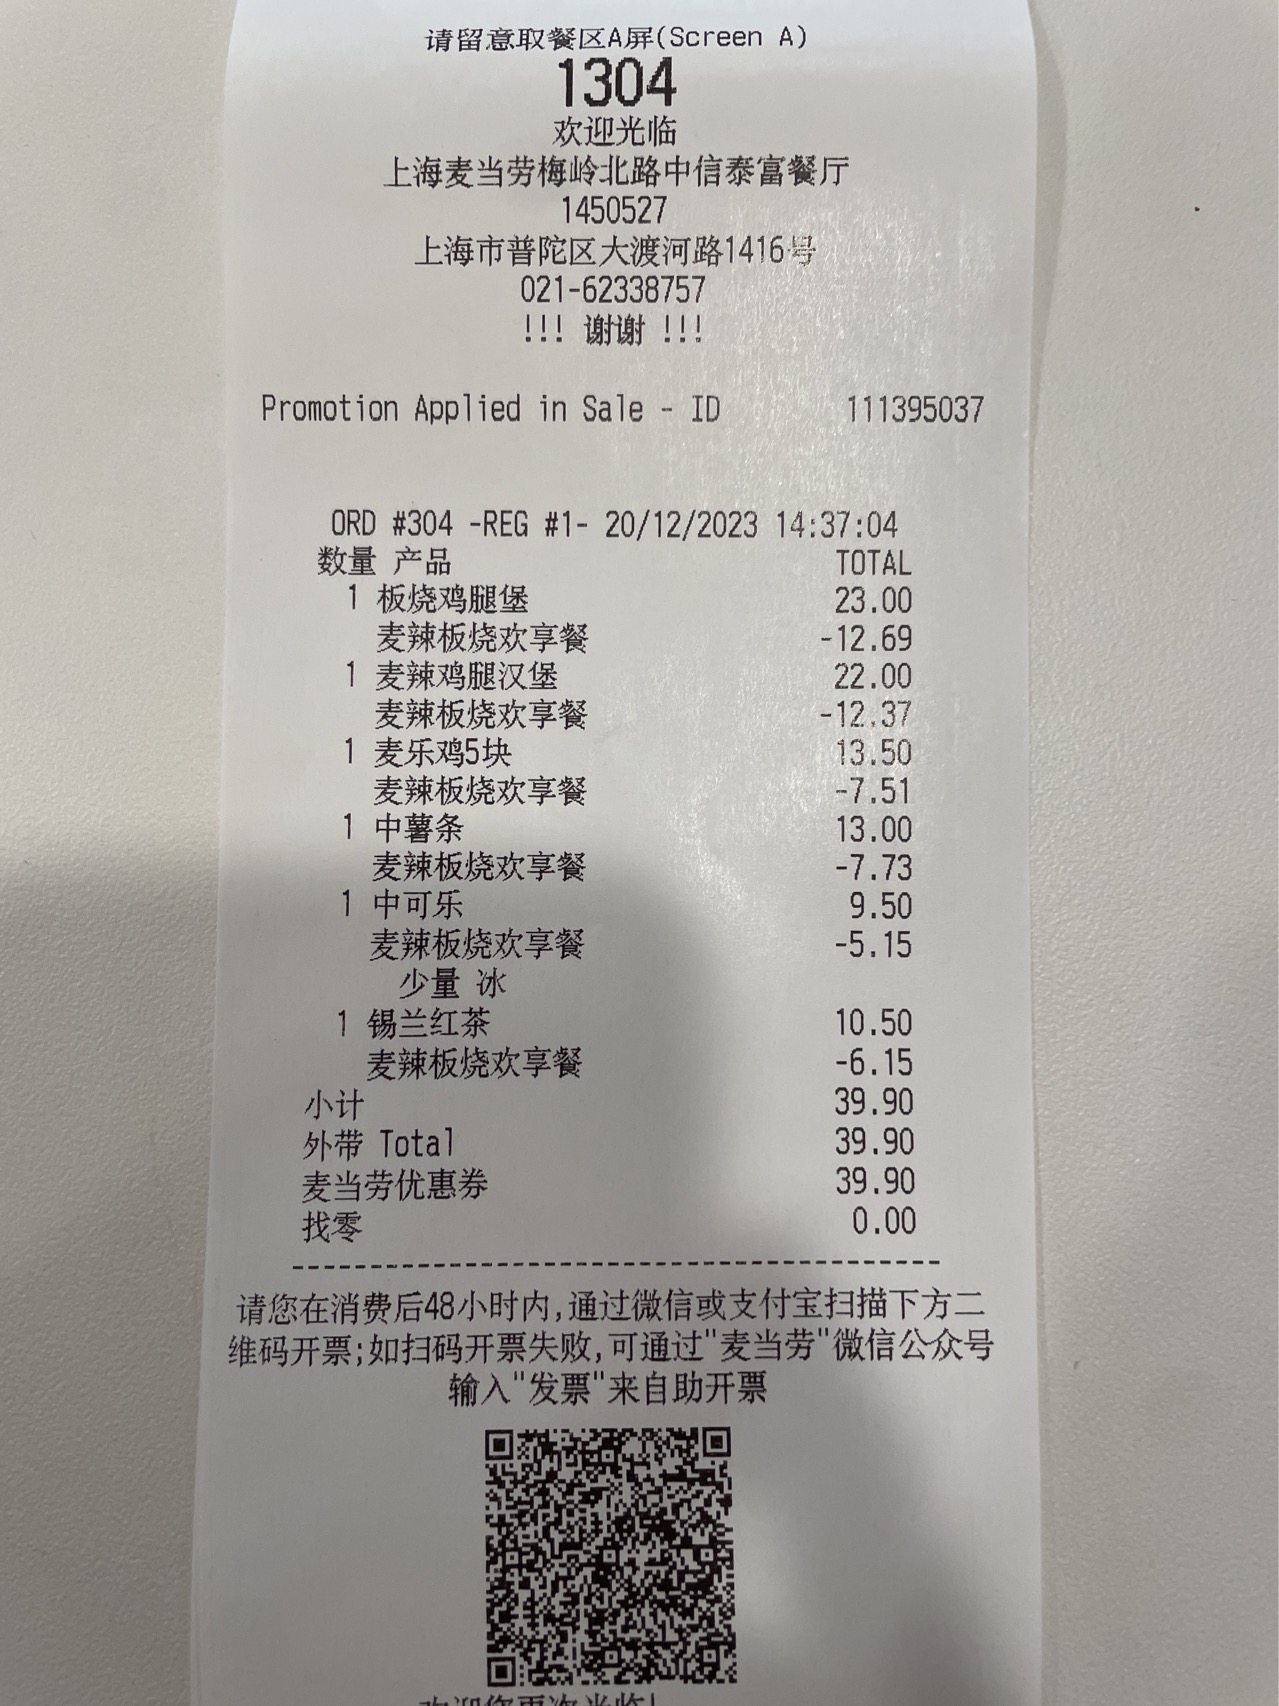 请留意取餐区A屏(Screen A)
1304
欢迎光临
上海麦当劳梅岭北路中信泰富餐厅
1450527
上海市普陀区大渡河路1416号
021-62338757
!!! 谢谢 !!!
Promotion Applied in Sale - ID 111395037
ORD #304 -REG #1- 20/12/2023 14:37:04
数量 产品 TOTAL
1 板烧鸡腿堡 23.00
麦辣板烧欢享餐 -12.69
1 麦辣鸡腿汉堡 22.00
麦辣板烧欢享餐 -12.37
1 麦乐鸡5块 13.50
麦辣板烧欢享餐 -7.51
1 中薯条 13.00
麦辣板烧欢享餐 -7.73
1 中可乐 9.50
麦辣板烧欢享餐 -5.15
少量 冰
1 锡兰红茶 10.50
麦辣板烧欢享餐 -6.15
小计 39.90
外带 Total 39.90
麦当劳优惠券 39.90
找零 0.00
请您在消费后48小时内,通过微信或支付宝扫描下方二
维码开票;如扫码开票失败,可通过"麦当劳"微信公众号
输入"发票"来自助开票
欢迎您再次光临!